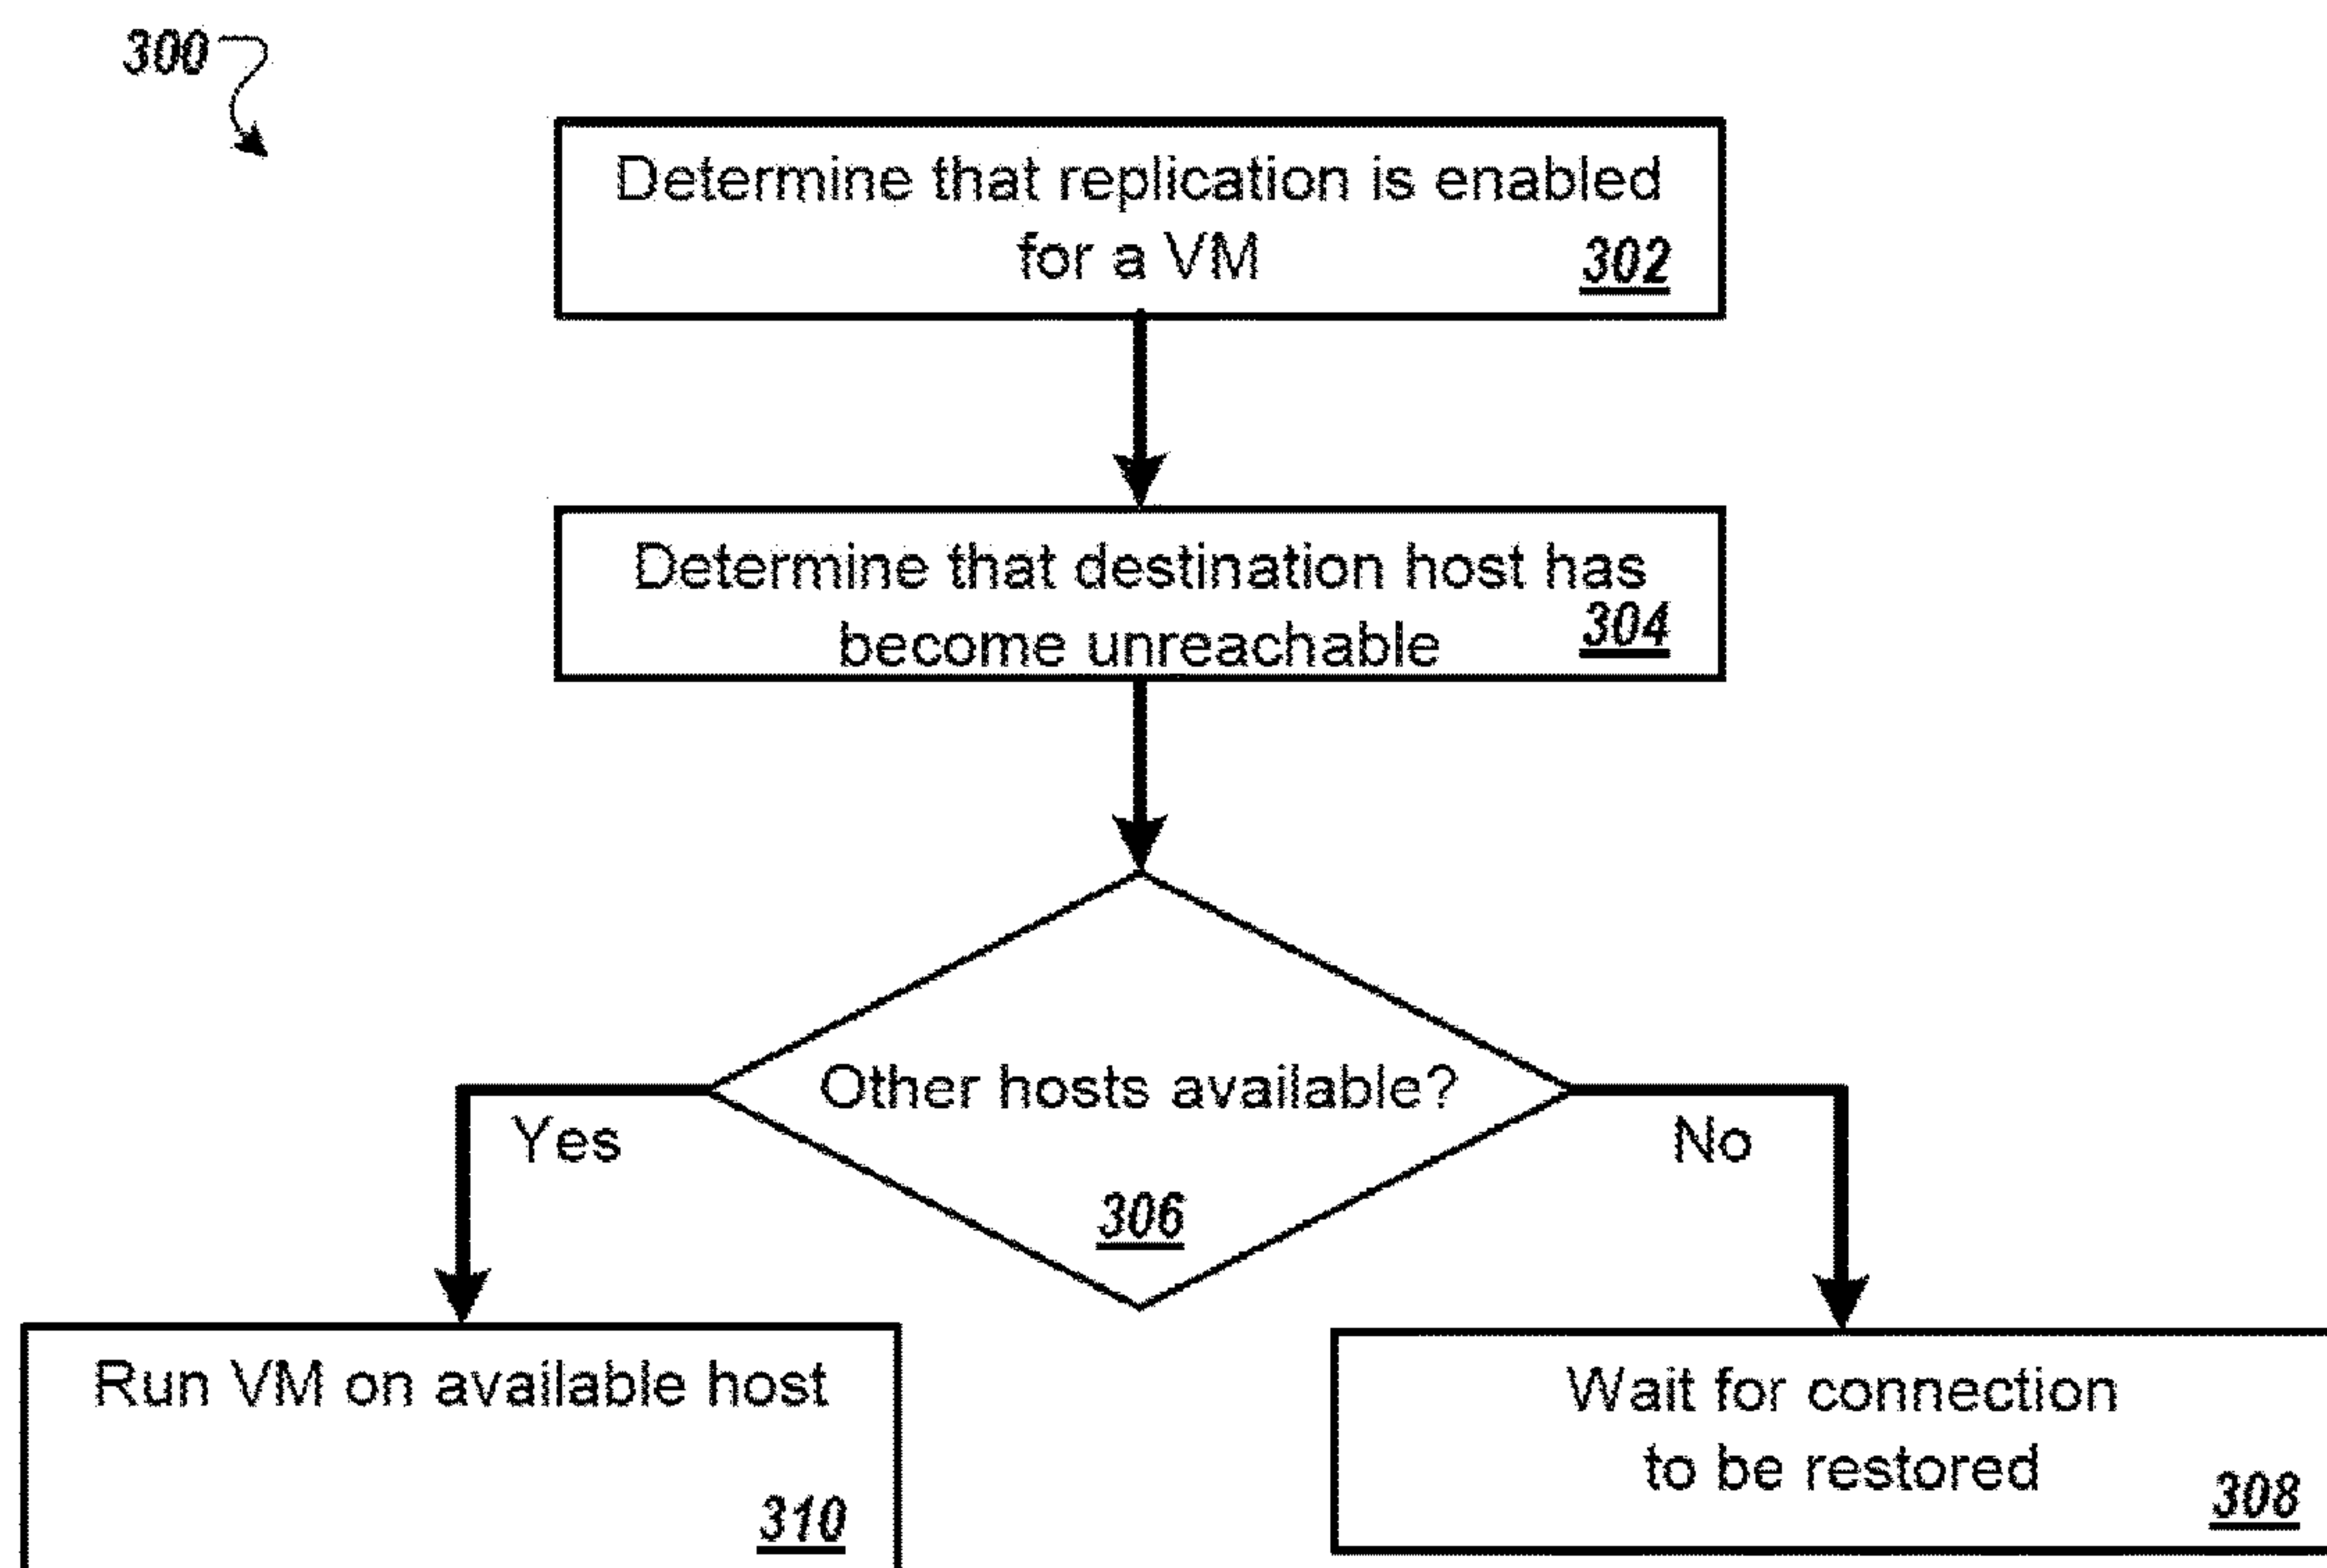 300
Determine that replication is enabled
for a VM
302
Determine that destination host has
become unreachable
304
Other hosts available?
Yes
No
306
Run VM on available host
310
Wait for connection
to be restored
308